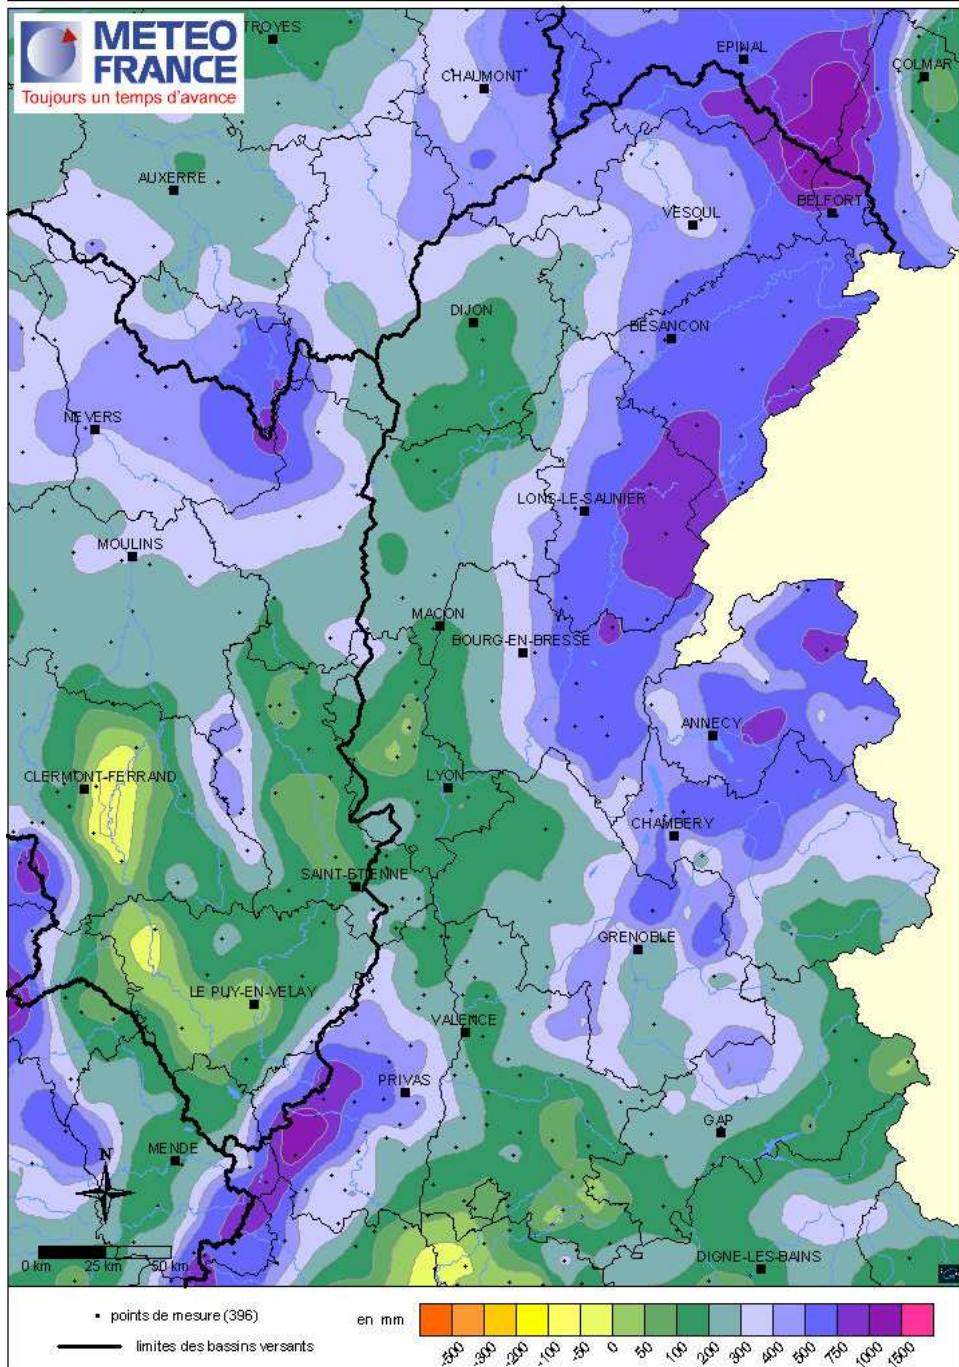 METEO
FRANCE
Toujours un temps d'avance
TROYES
EPINAL
CHAUMONT
COLMAR
AUXERRE
BELFORT
VESOUL
DIJON
BESANCON
NEVERS
LONS-LE-SAUNIER
MOULINS
MACON
BOURG-EN-BRESSE
ANNECY
CLERMONT-FERRAND
LYON
CHAMBERY
SAINT-ETIENNE
GRENOBLE
LE PUY-EN-VELAY
VALENCE
PRIVAS
GAP
MENDE
N
DIGNE-LES-BAINS
0 km 25 km 50 km
points de mesure (396)
limites des bassins versants
en mm
-500 -300 -200 -100 -50 0 50 100 200 300 400 500 750 1000 1500